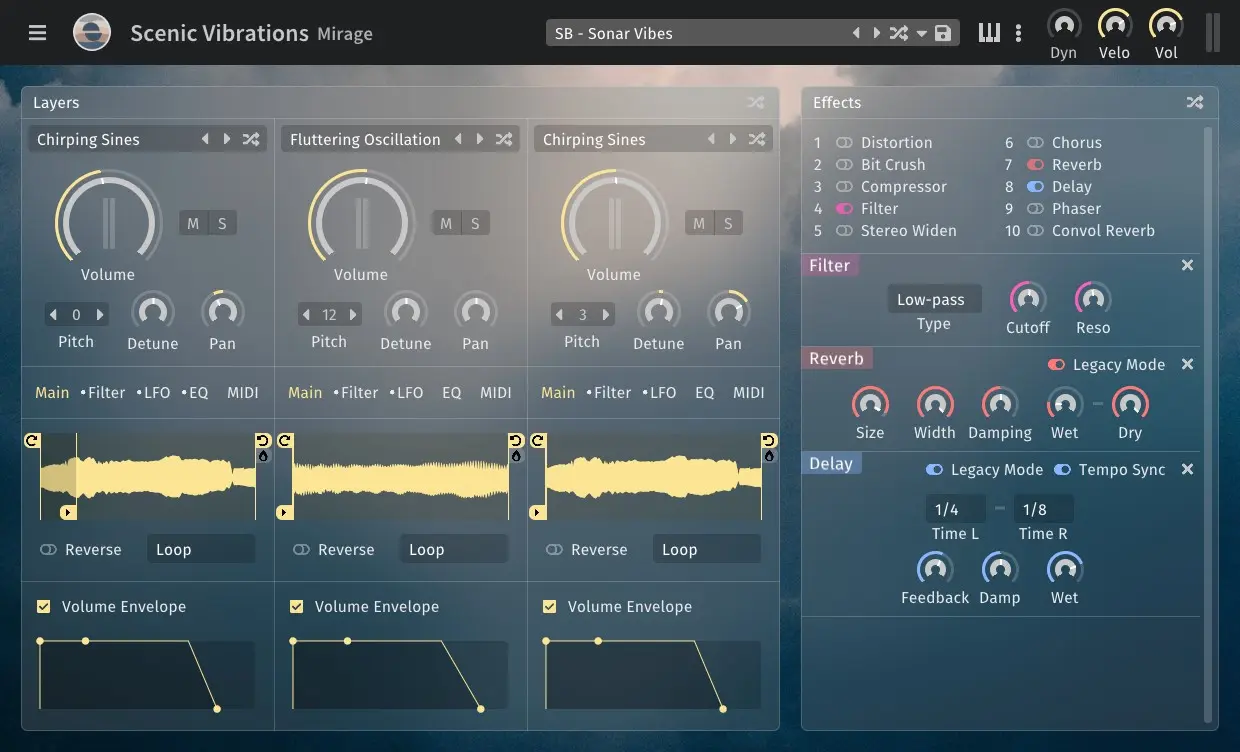 Scenic Vibrations Mirage
SB - Sonar Vibes
Dyn Velo Vol
Layers
Chirping Sines
M S
Volume
0
Pitch Detune Pan
Main •Filter •LFO •EQ MIDI
Reverse Loop
Volume Envelope
Fluttering Oscillation
M S
Volume
12
Pitch Detune Pan
Main •Filter •LFO EQ MIDI
Reverse Loop
Volume Envelope
Chirping Sines
M S
Volume
3
Pitch Detune Pan
Main •Filter •LFO EQ MIDI
Reverse Loop
Volume Envelope
Effects
1 Distortion
2 Bit Crush
3 Compressor
4 Filter
5 Stereo Widen
6 Chorus
7 Reverb
8 Delay
9 Phaser
10 Convol Reverb
Filter
Low-pass
Type Cutoff Reso
Reverb Legacy Mode
Size Width Damping Wet Dry
Delay Legacy Mode Tempo Sync
1/4 1/8
Time L Time R
Feedback Damp Wet